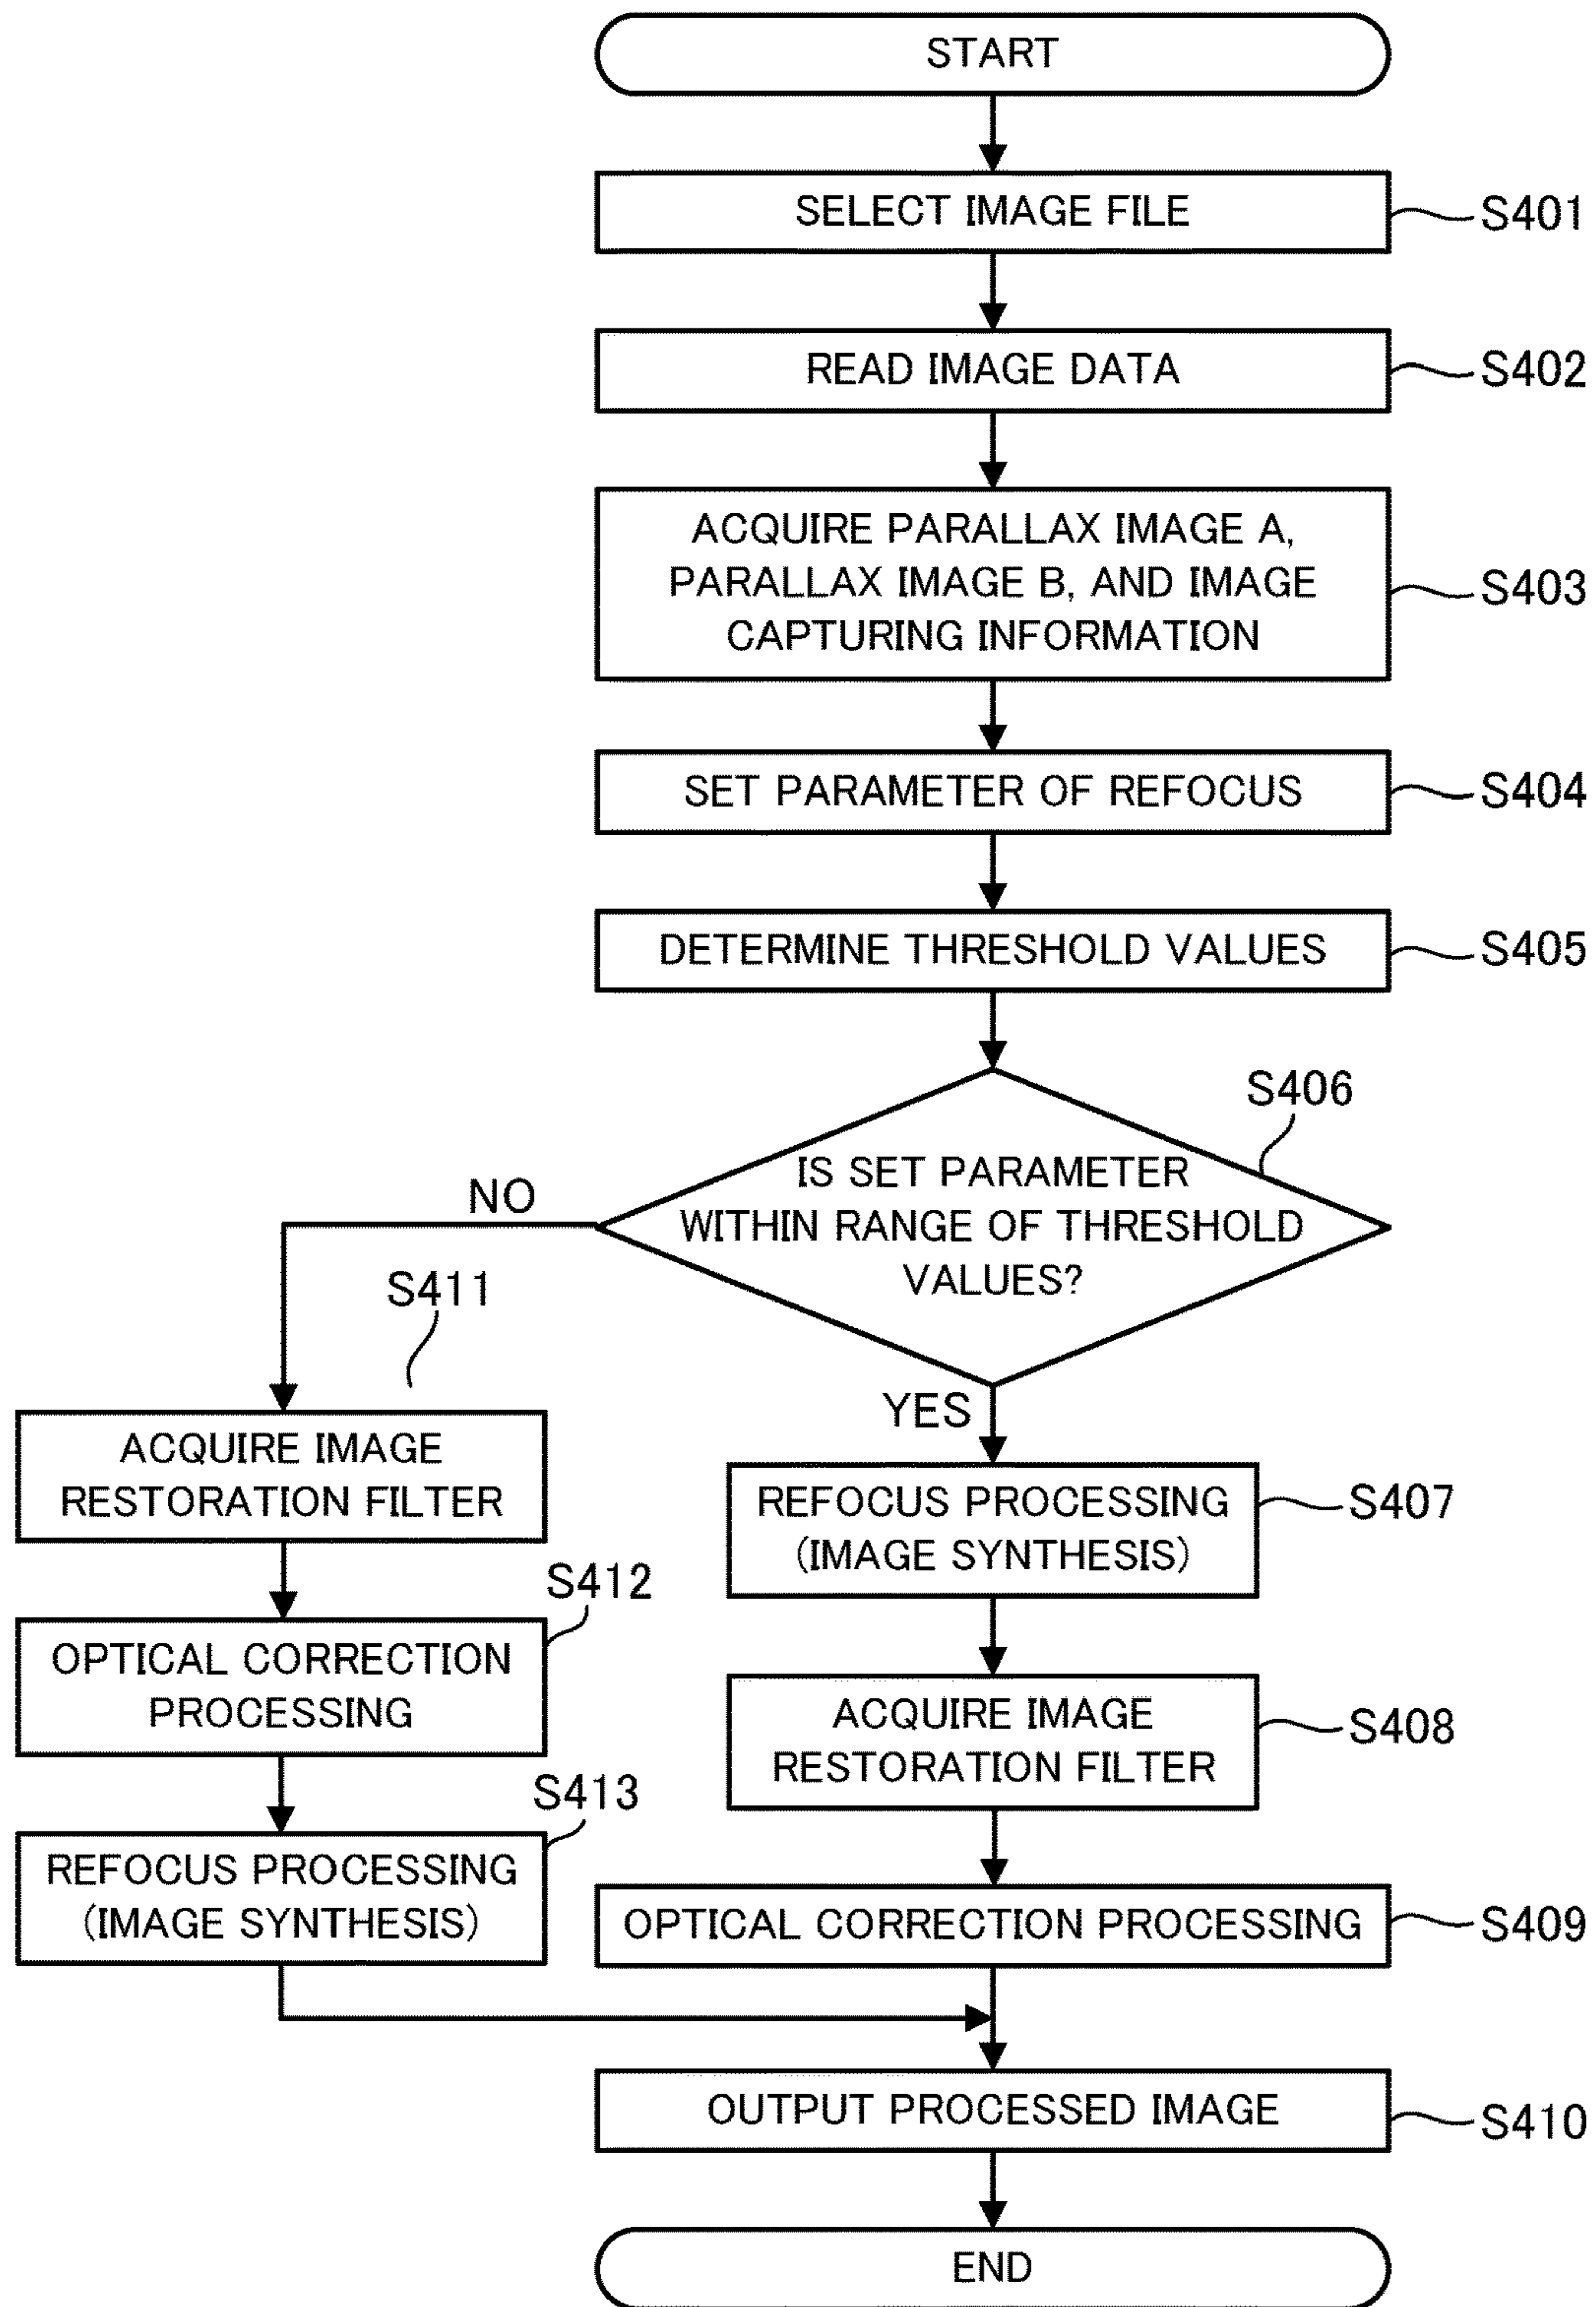 START
SELECT IMAGE FILE
S401
READ IMAGE DATA
S402
ACQUIRE PARALLAX IMAGE A,
PARALLAX IMAGE B, AND IMAGE
CAPTURING INFORMATION
S403
SET PARAMETER OF REFOCUS
S404
DETERMINE THRESHOLD VALUES
S405
S406
IS SET PARAMETER
WITHIN RANGE OF THRESHOLD
VALUES?
NO
YES
S411
ACQUIRE IMAGE
RESTORATION FILTER
S412
OPTICAL CORRECTION
PROCESSING
S413
REFOCUS PROCESSING
(IMAGE SYNTHESIS)
REFOCUS PROCESSING
(IMAGE SYNTHESIS)
S407
ACQUIRE IMAGE
RESTORATION FILTER
S408
OPTICAL CORRECTION PROCESSING
S409
OUTPUT PROCESSED IMAGE
S410
END